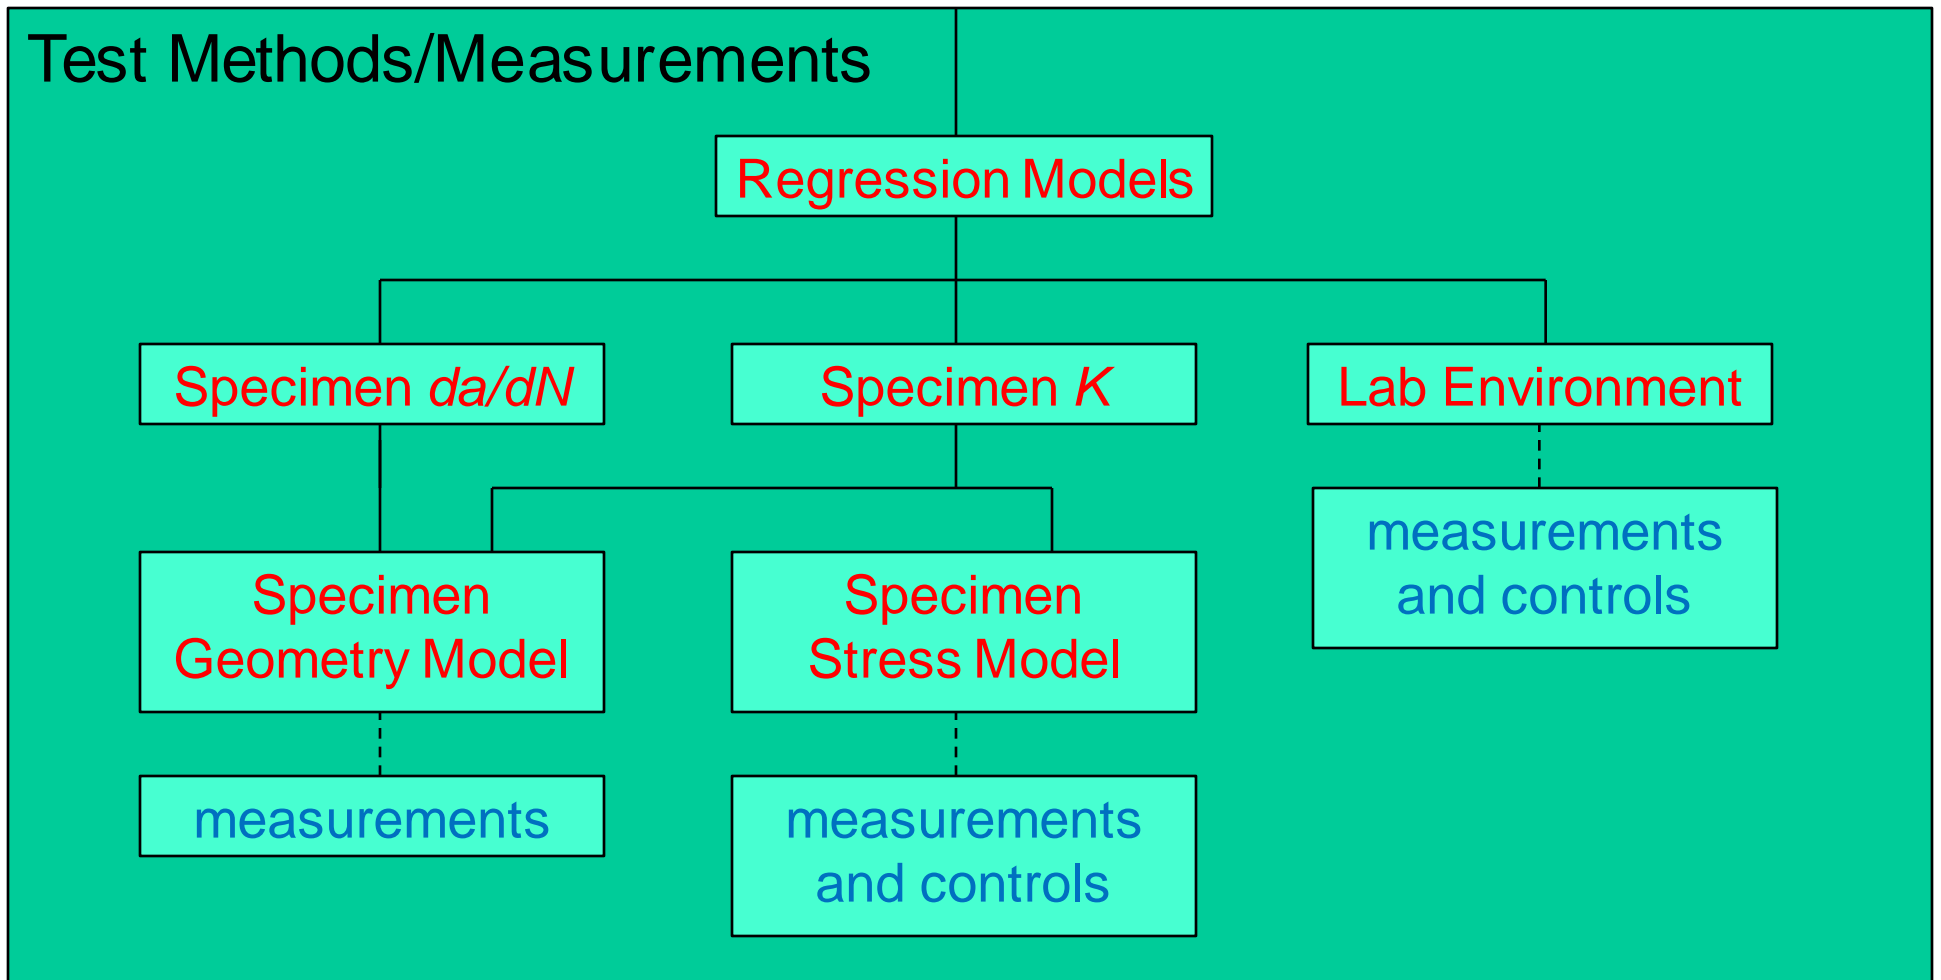 Test Methods/Measurements
Regression Models
Specimen da/dN
Specimen K
Lab Environment
measurements
and controls
Specimen
Geometry Model
Specimen
Stress Model
measurements
measurements
and controls